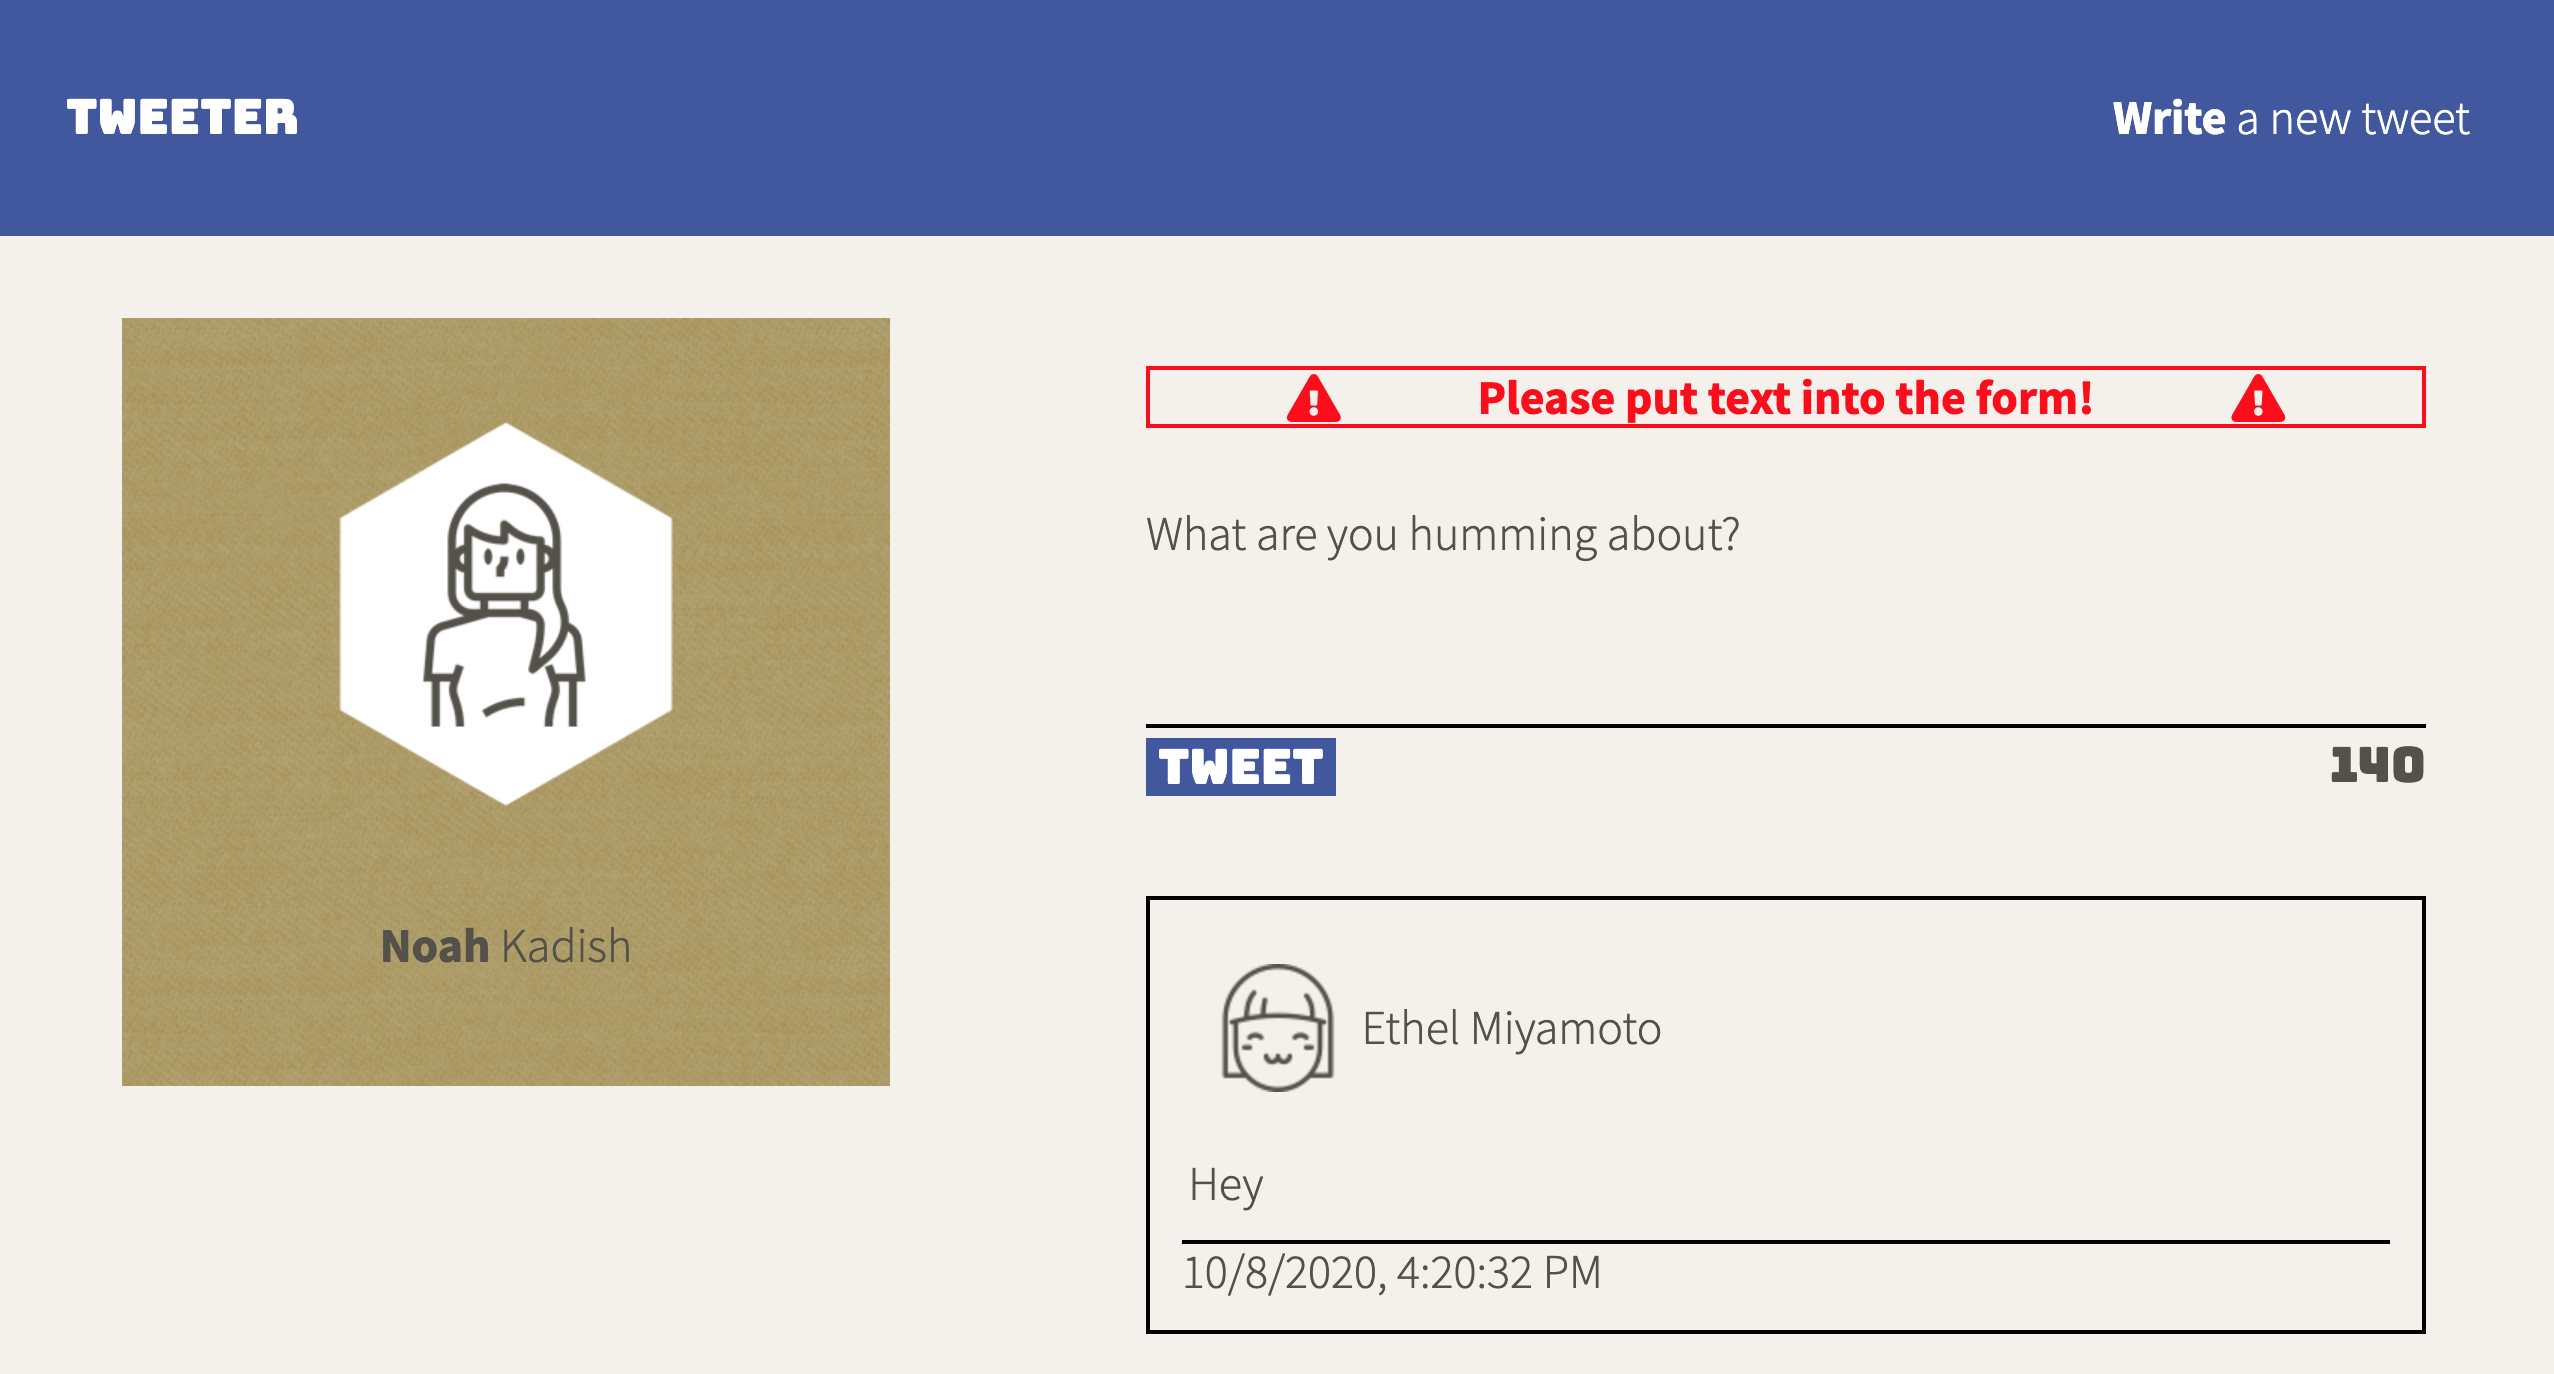 TWEETER
Write a new tweet
Noah Kadish
Please put text into the form!
What are you humming about?
TWEET
140
Ethel Miyamoto
Hey
10/8/2020, 4:20:32 PM